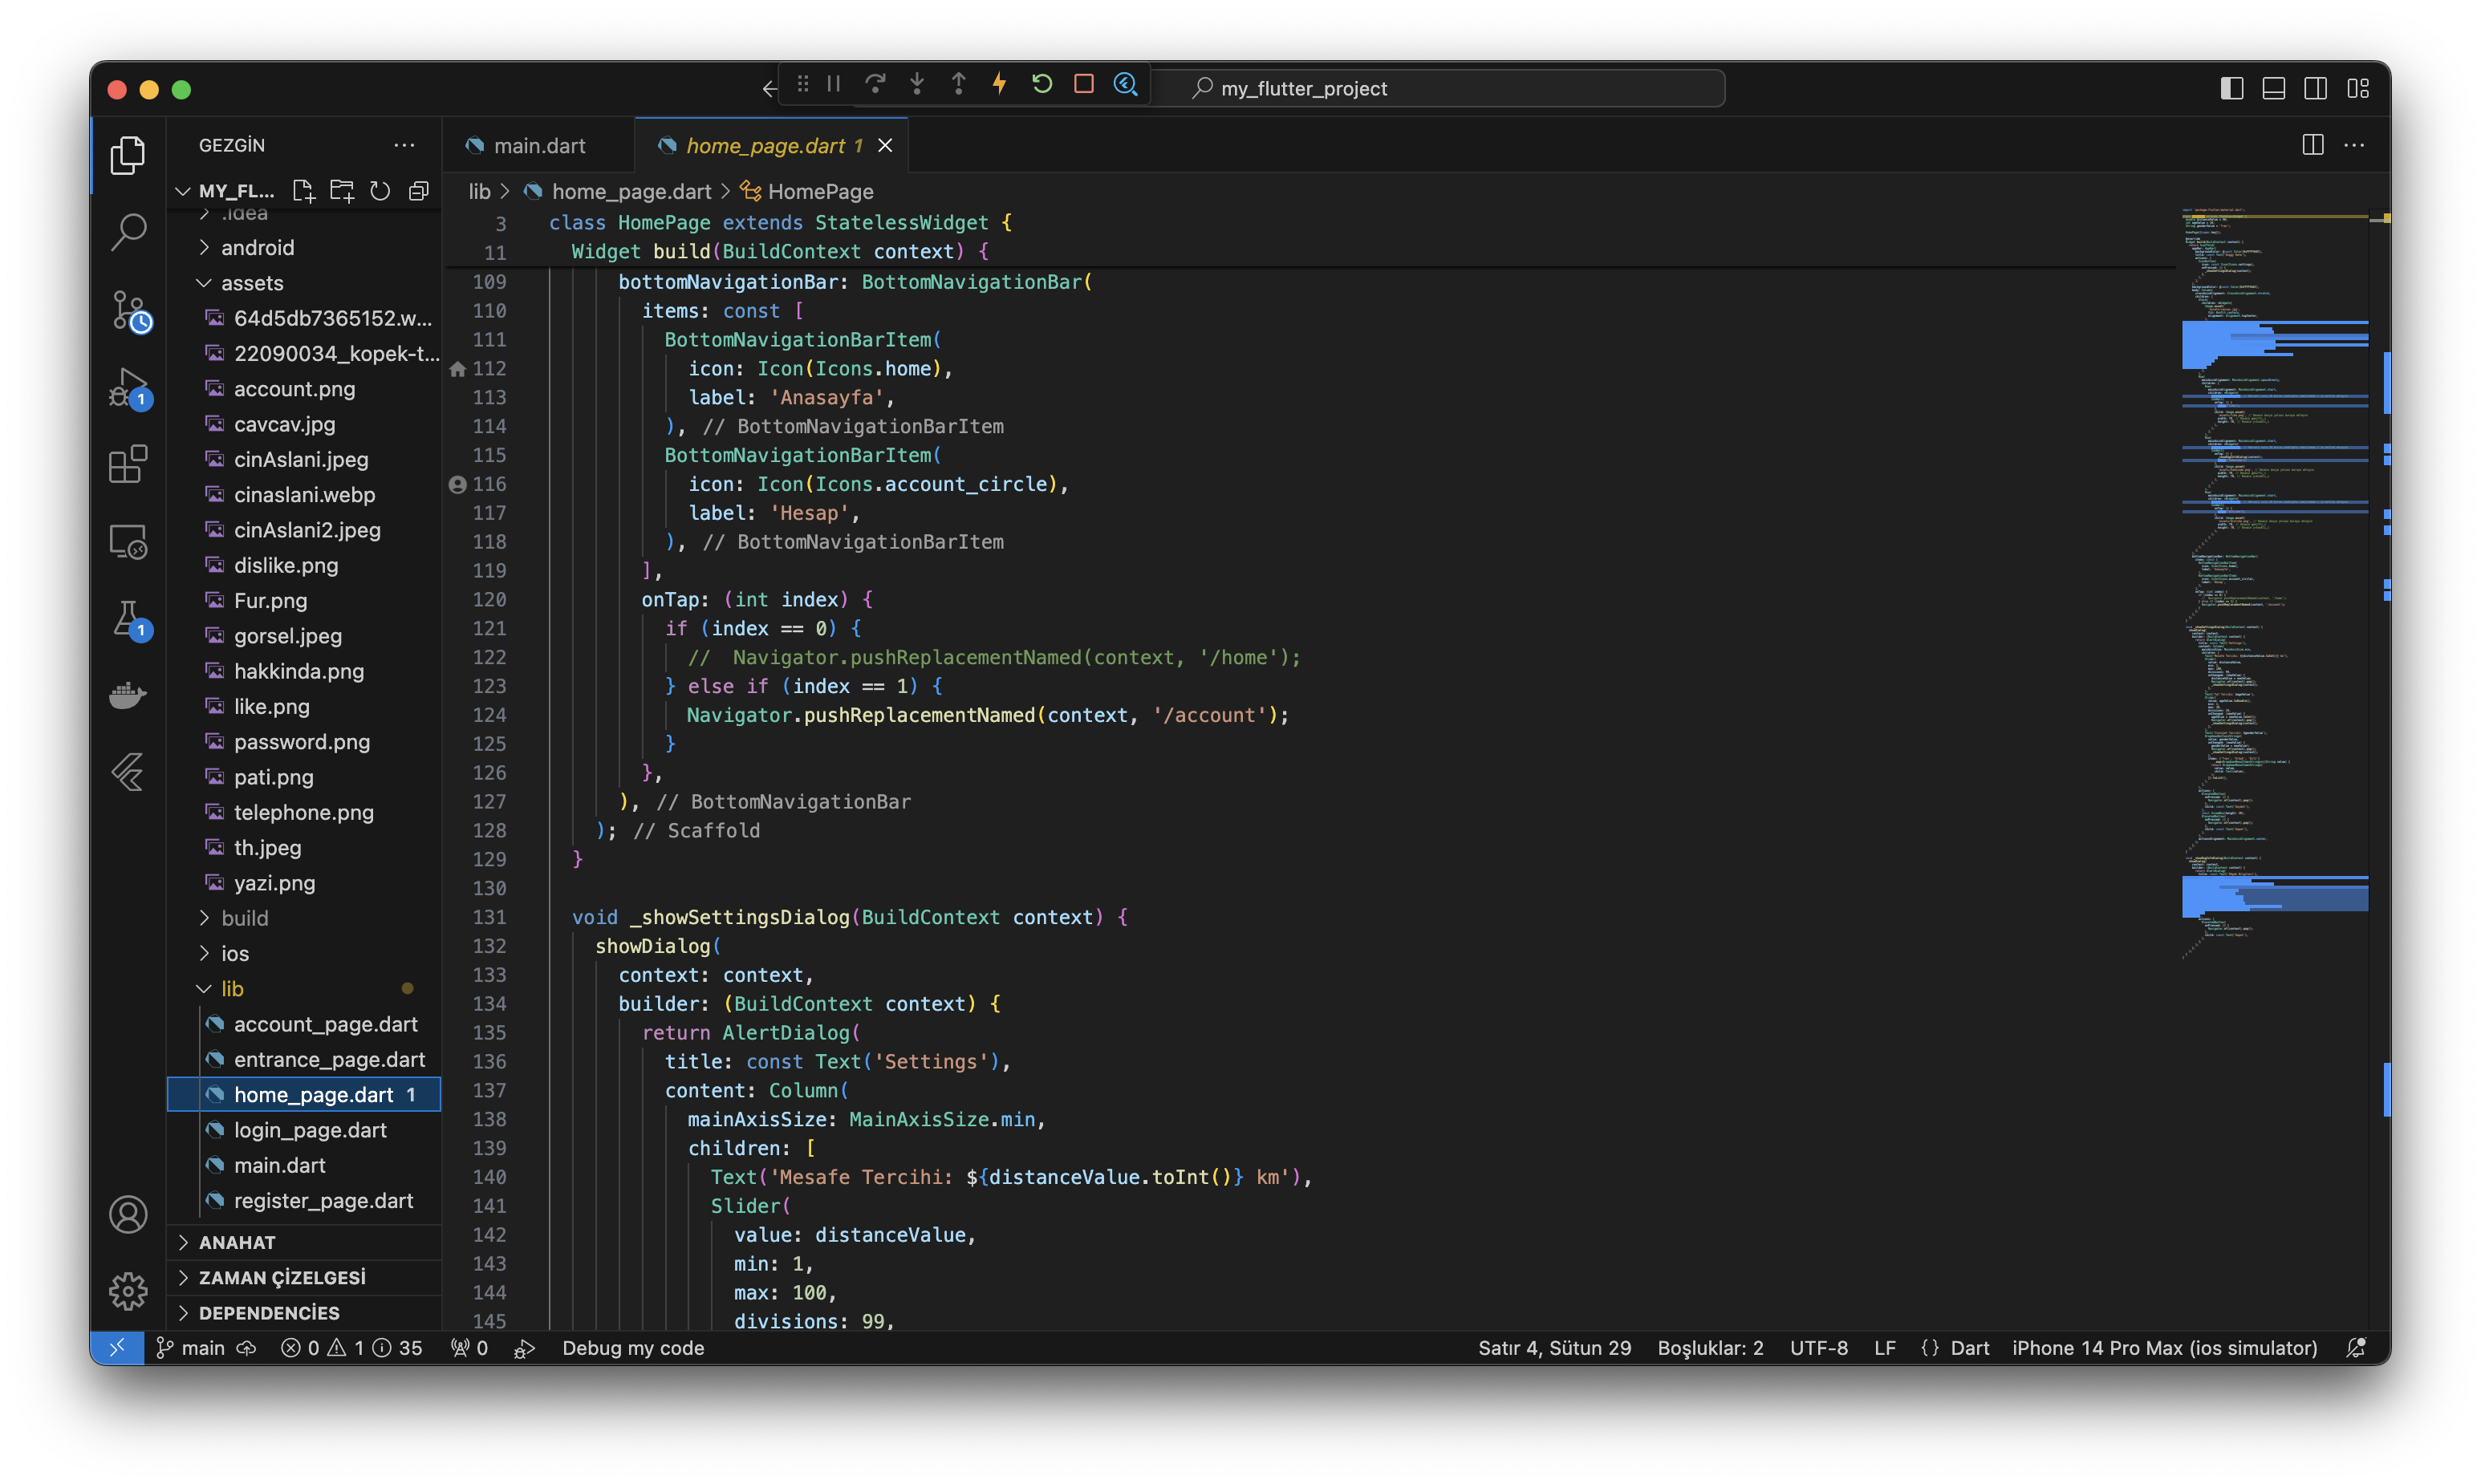 my_flutter_project
GEZGİN
main.dart
home_page.dart 1
MY_FL...
lib > home_page.dart > HomePage
.idea
android
assets
64d5db7365152.w...
22090034_kopek-t...
account.png
cavcav.jpg
cinAslani.jpeg
cinaslani.webp
cinAslani2.jpeg
dislike.png
Fur.png
gorsel.jpeg
hakkinda.png
like.png
password.png
pati.png
telephone.png
th.jpeg
yazi.png
build
ios
lib
account_page.dart
entrance_page.dart
home_page.dart 1
login_page.dart
main.dart
register_page.dart
ANAHAT
ZAMAN ÇİZELGESİ
DEPENDENCİES
1
1
3 class HomePage extends StatelessWidget {
11 Widget build(BuildContext context) {
109 bottomNavigationBar: BottomNavigationBar(
110 items: const [
111 BottomNavigationBarItem(
112 icon: Icon(Icons.home),
113 label: 'Anasayfa',
114 ), // BottomNavigationBarItem
115 BottomNavigationBarItem(
116 icon: Icon(Icons.account_circle),
117 label: 'Hesap',
118 ), // BottomNavigationBarItem
119 ],
120 onTap: (int index) {
121 if (index == 0) {
122 //  Navigator.pushReplacementNamed(context, '/home');
123 } else if (index == 1) {
124 Navigator.pushReplacementNamed(context, '/account');
125 }
126 },
127 ), // BottomNavigationBar
128 ); // Scaffold
129 }
130
131 void _showSettingsDialog(BuildContext context) {
132 showDialog(
133 context: context,
134 builder: (BuildContext context) {
135 return AlertDialog(
136 title: const Text('Settings'),
137 content: Column(
138 mainAxisSize: MainAxisSize.min,
139 children: [
140 Text('Mesafe Tercihi: ${distanceValue.toInt()} km'),
141 Slider(
142 value: distanceValue,
143 min: 1,
144 max: 100,
145 divisions: 99,
main 0 1 35 0 Debug my code Satır 4, Sütun 29 Boşluklar: 2 UTF-8 LF {} Dart iPhone 14 Pro Max (ios simulator)